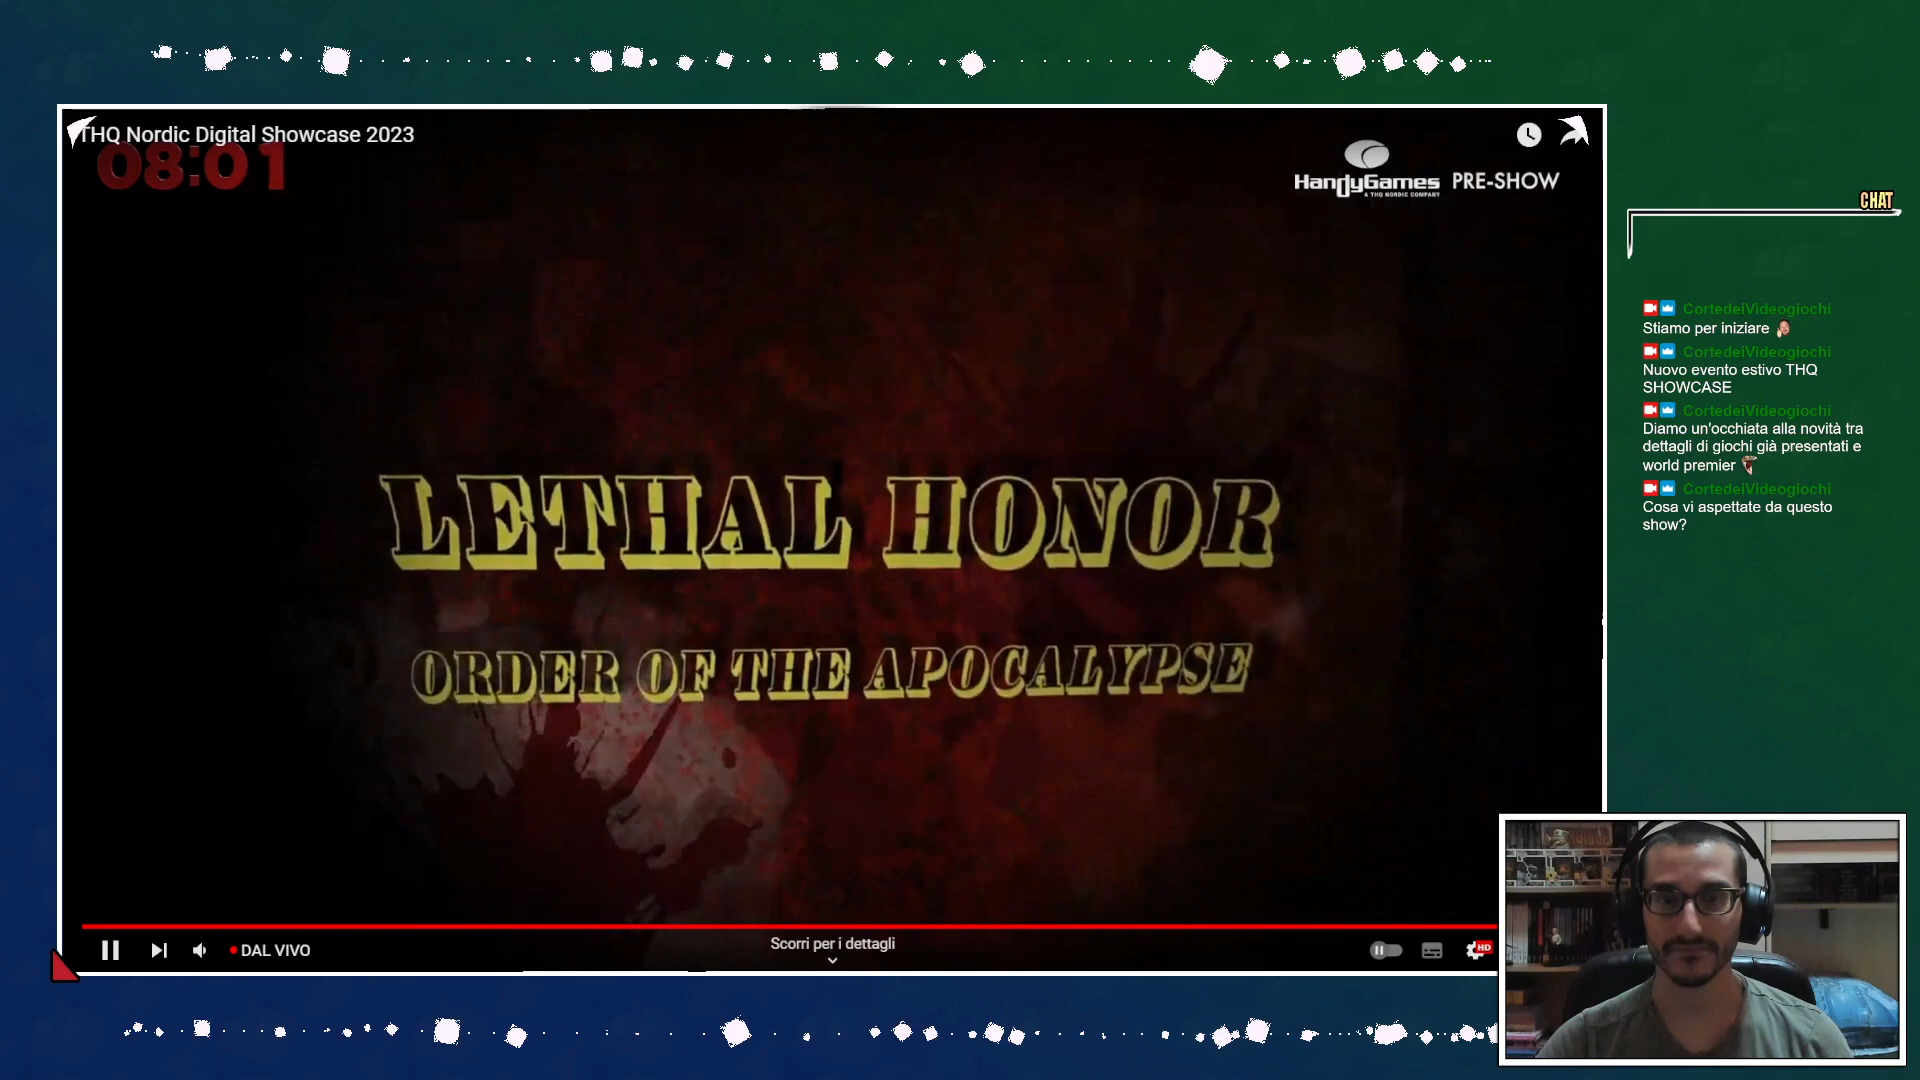 THQ Nordic Digital Showcase 2023
08:01
HandyGames
A THQ NORDIC COMPANY
PRE-SHOW
LETHAL HONOR
ORDER OF THE APOCALYPSE
Scorri per i dettagli
DAL VIVO
HD
CHAT
CortedeiVideogiochi
Stiamo per iniziare
CortedeiVideogiochi
Nuovo evento estivo THQ
SHOWCASE
CortedeiVideogiochi
Diamo un'occhiata alla novità tra
dettagli di giochi già presentati e
world premier
CortedeiVideogiochi
Cosa vi aspettate da questo
show?